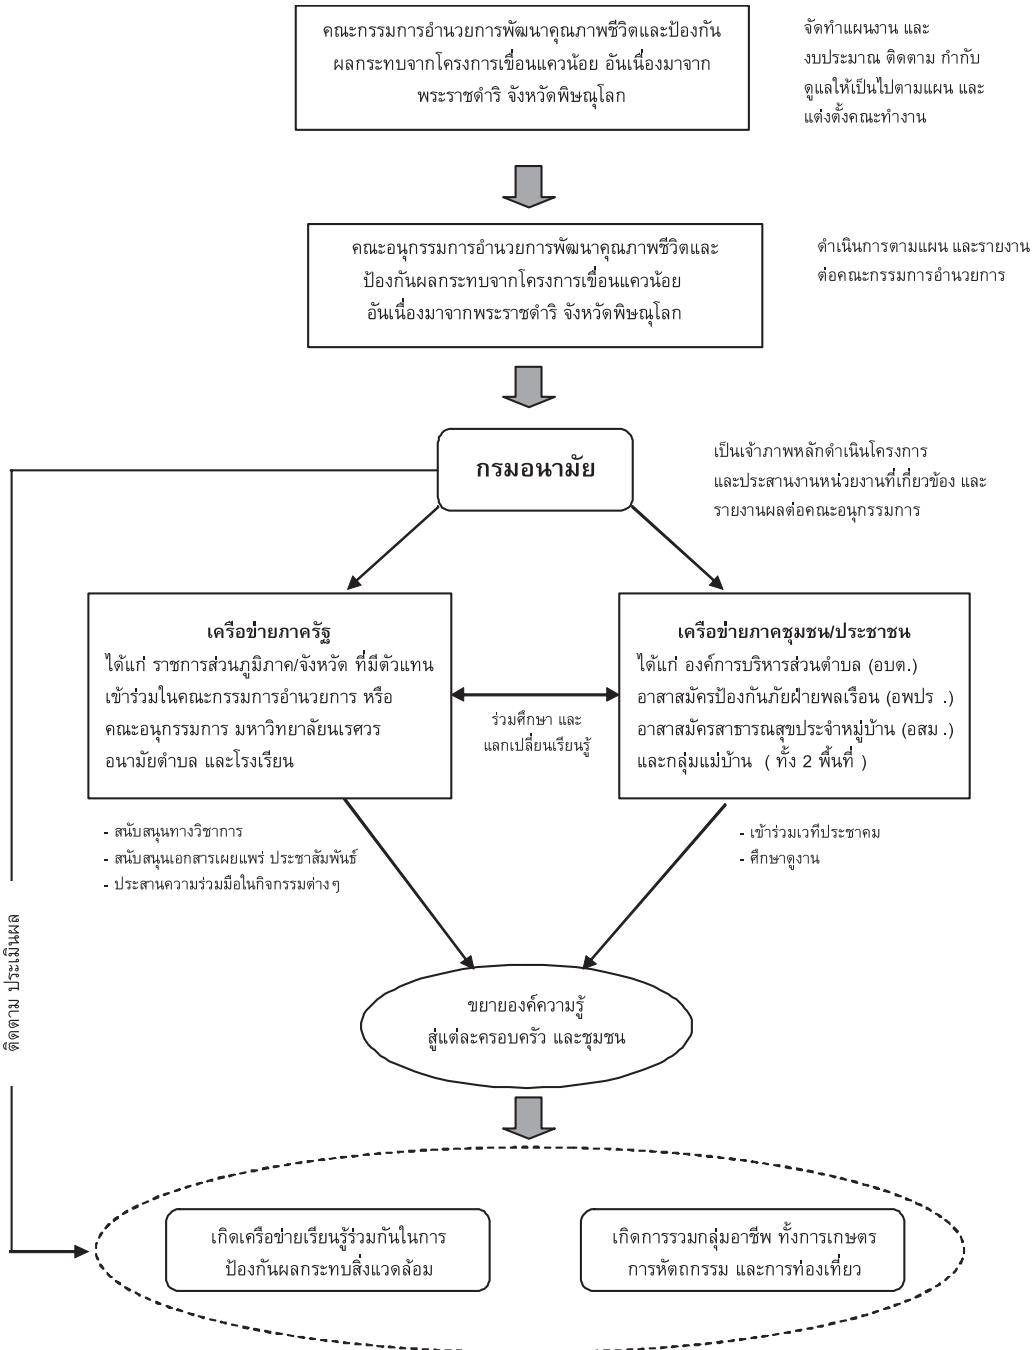 คณะกรรมการอำนวยการพัฒนาคุณภาพชีวิตและป้องกัน
ผลกระทบจากโครงการเขื่อนแควน้อย อันเนื่องมาจาก
พระราชดำริ จังหวัดพิษณุโลก
จัดทำแผนงาน และ
งบประมาณ ติดตาม กำกับ
ดูแลให้เป็นไปตามแผน และ
แต่งตั้งคณะทำงาน
คณะอนุกรรมการอำนวยการพัฒนาคุณภาพชีวิตและ
ป้องกันผลกระทบจากโครงการเขื่อนแควน้อย
อันเนื่องมาจากพระราชดำริ จังหวัดพิษณุโลก
ดำเนินการตามแผน และรายงาน
ต่อคณะกรรมการอำนวยการ
กรมอนามัย
เป็นเจ้าภาพหลักดำเนินโครงการ
และประสานงานหน่วยงานที่เกี่ยวข้อง และ
รายงานผลต่อคณะอนุกรรมการ
เครือข่ายภาครัฐ
ได้แก่ ราชการส่วนภูมิภาค/จังหวัด ที่มีตัวแทน
เข้าร่วมในคณะกรรมการอำนวยการ หรือ
คณะอนุกรรมการ มหาวิทยาลัยนเรศวร
อนามัยตำบล และโรงเรียน
ร่วมศึกษา และ
แลกเปลี่ยนเรียนรู้
เครือข่ายภาคชุมชน/ประชาชน
ได้แก่ องค์การบริหารส่วนตำบล (อบต.)
อาสาสมัครป้องกันภัยฝ่ายพลเรือน (อพปร .)
อาสาสมัครสาธารณสุขประจำหมู่บ้าน (อสม .)
และกลุ่มแม่บ้าน ( ทั้ง 2 พื้นที่ )
- สนับสนุนทางวิชาการ
- สนับสนุนเอกสารเผยแพร่ ประชาสัมพันธ์
- ประสานความร่วมมือในกิจกรรมต่างๆ
- เข้าร่วมเวทีประชาคม
- ศึกษาดูงาน
ติดตาม ประเมินผล
ขยายองค์ความรู้
สู่แต่ละครอบครัว และชุมชน
เกิดเครือข่ายเรียนรู้ร่วมกันในการ
ป้องกันผลกระทบสิ่งแวดล้อม
เกิดการรวมกลุ่มอาชีพ ทั้งการเกษตร
การหัตถกรรม และการท่องเที่ยว